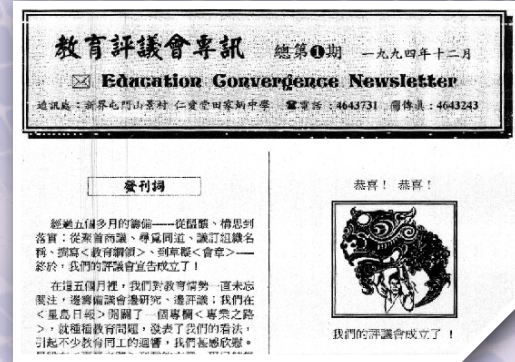 教育評議會專訊 總第❶期 一九九四年十二月
✉ Education Convergence Newsletter
通訊處：新界屯門山景村 仁愛堂田家炳中學 ☎電話：4643731 圖傳真：4643243
發刊詞
經過五個多月的籌備——從醞釀、構思到
落實；從聚首商議、尋覓同道、議訂組織名
稱、撰寫<教育綱領>、到草擬<會章>——
終於，我們的評議會宣告成立了！
在這五個月裡，我們對教育情勢一直未忘
關注，邊籌備議會邊研究、邊評議；我們在
<星島日報>開闢了一個專欄<專業之路
>，就種種教育問題，發表了我們的看法，
引起不少教育同工的迴響，我們極感欣慰。
恭喜！ 恭喜！
我們的評議會成立了！